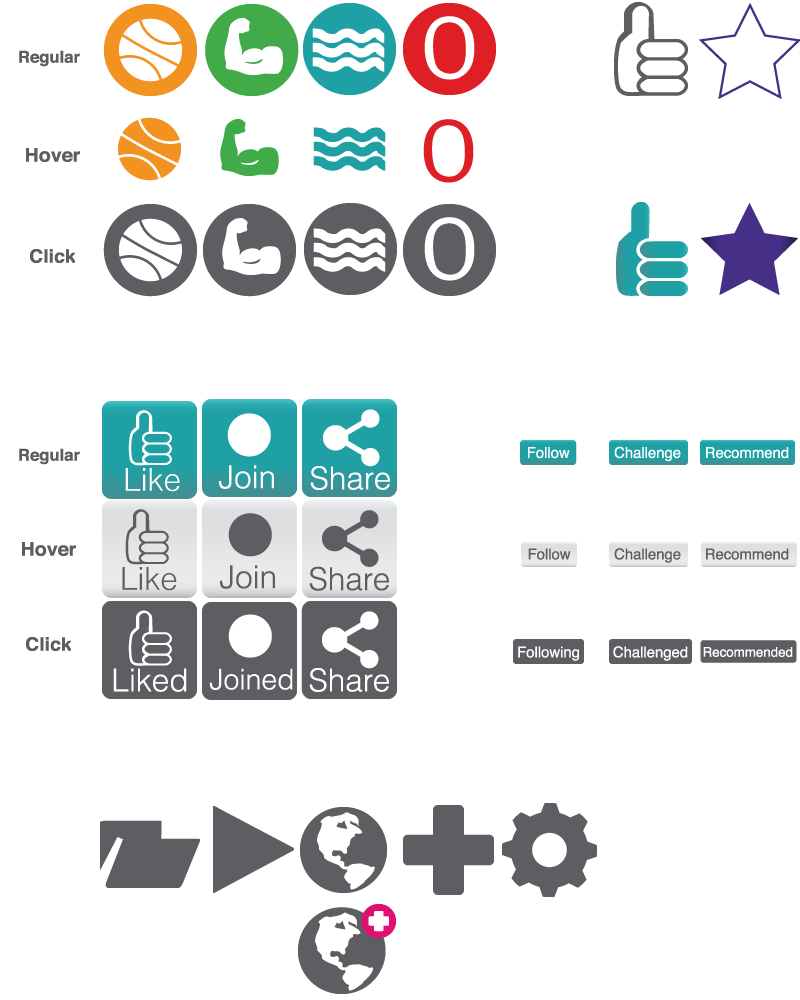 Regular O
Hover O
Click O
Regular Like Join Share Follow Challenge Recommend
Hover Like Join Share Follow Challenge Recommend
Click Liked Joined Share Following Challenged Recommended